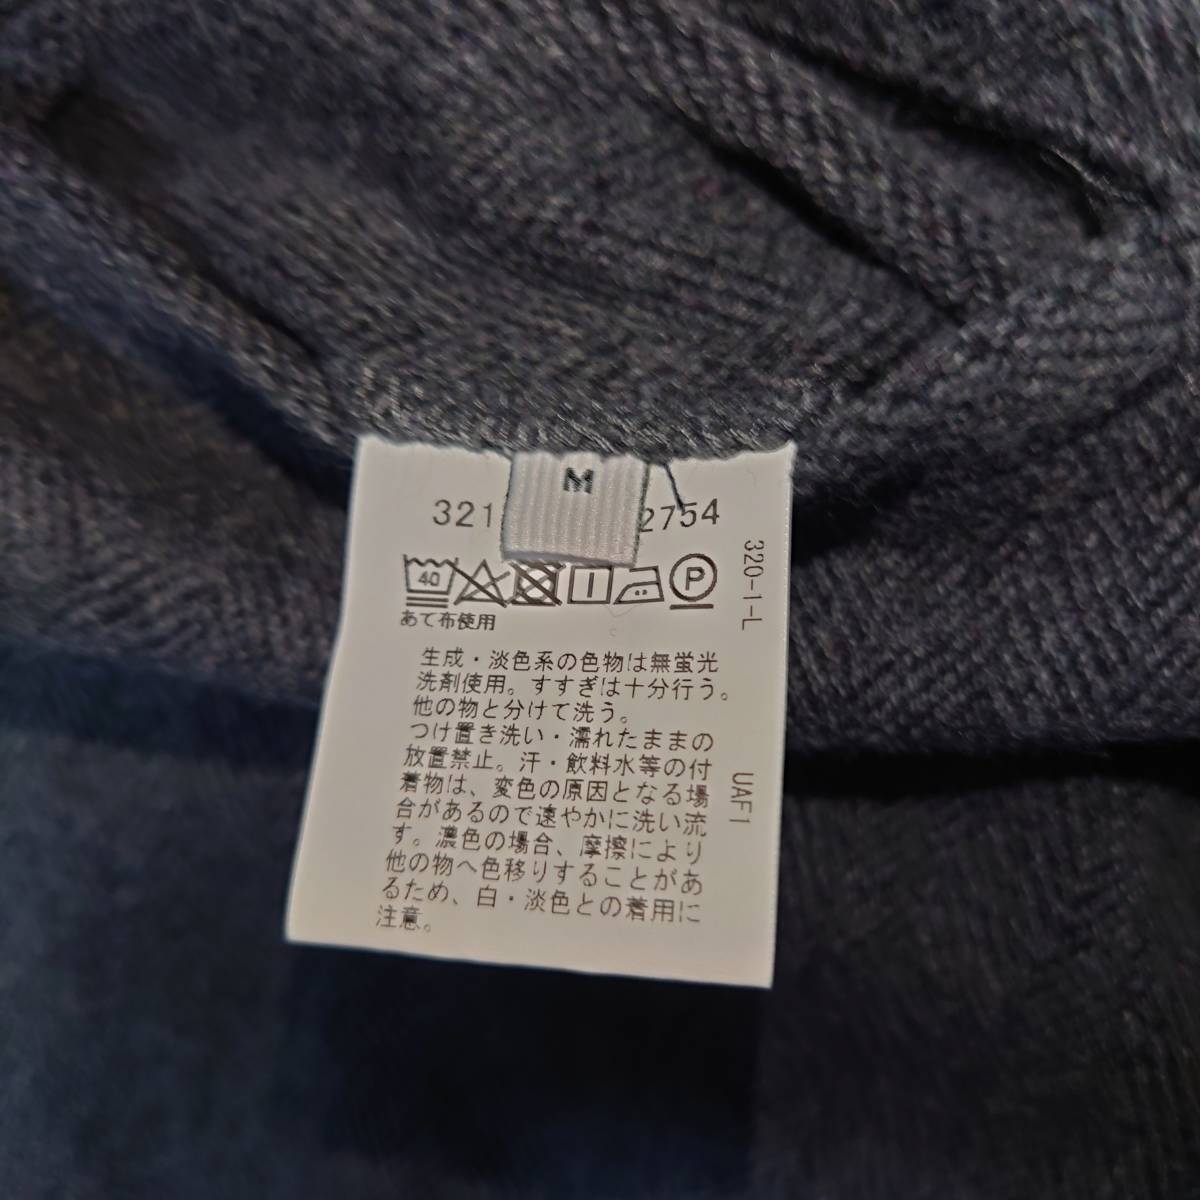 M
321 2754
40 P
あて布使用
生成・淡色系の色物は無蛍光
洗剤使用。すすぎは十分行う。
他の物と分けて洗う。
つけ置き洗い・濡れたままの
放置禁止。汗・飲料水等の付
着物は、変色の原因となる場
合があるので速やかに洗い流
す。濃色の場合、摩擦により
他の物へ色移りすることがあ
るため、白・淡色との着用に
注意。
320-1-L
UAF1